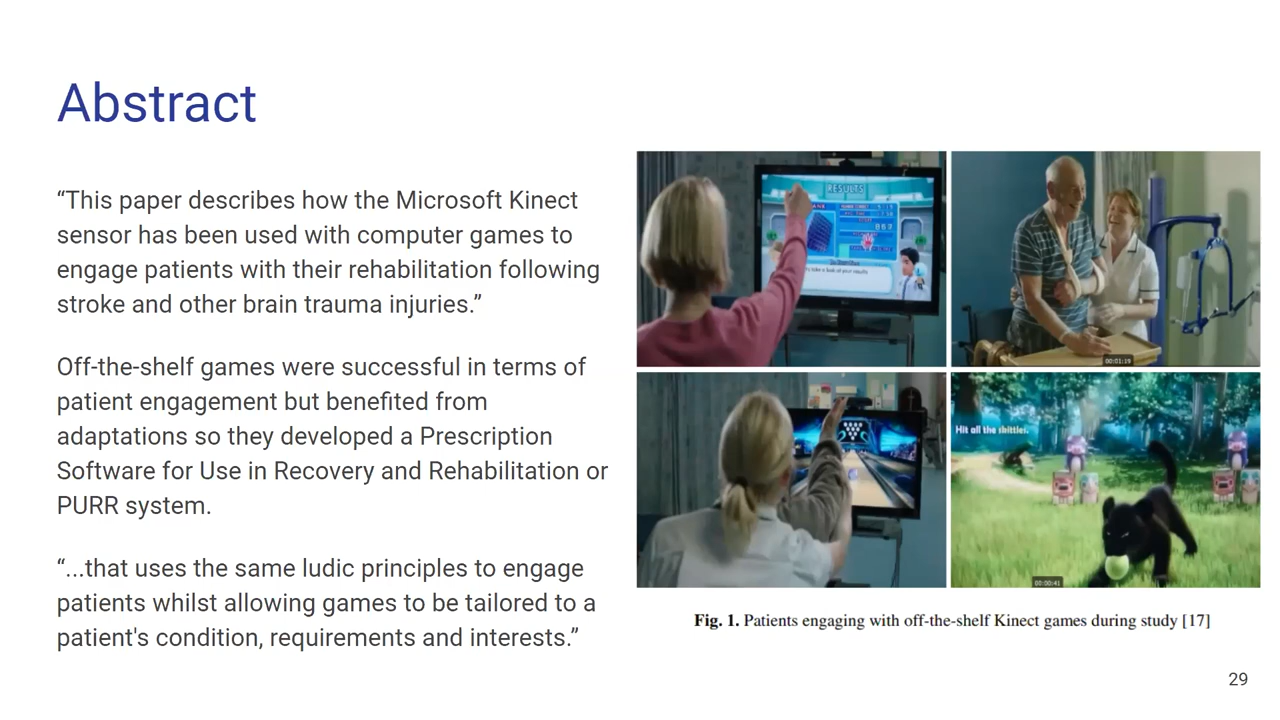 Abstract
“This paper describes how the Microsoft Kinect
sensor has been used with computer games to
engage patients with their rehabilitation following
stroke and other brain trauma injuries.”
Off-the-shelf games were successful in terms of
patient engagement but benefited from
adaptations so they developed a Prescription
Software for Use in Recovery and Rehabilitation or
PURR system.
“...that uses the same ludic principles to engage
patients whilst allowing games to be tailored to a
patient's condition, requirements and interests.”
RESULTS
00:01:19
Hit all the skittles.
00:00:41
Fig. 1. Patients engaging with off-the-shelf Kinect games during study [17]
29